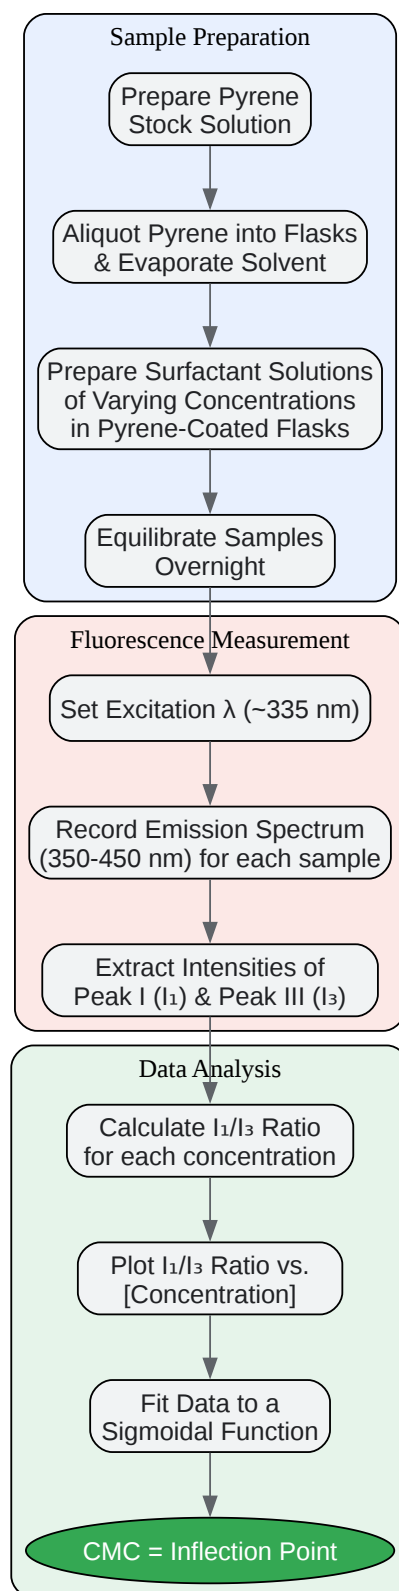 Sample Preparation
Prepare Pyrene
Stock Solution
Aliquot Pyrene into Flasks
& Evaporate Solvent
Prepare Surfactant Solutions
of Varying Concentrations
in Pyrene-Coated Flasks
Equilibrate Samples
Overnight
Fluorescence Measurement
Set Excitation λ (~335 nm)
Record Emission Spectrum
(350-450 nm) for each sample
Extract Intensities of
Peak I (I₁) & Peak III (I₃)
Data Analysis
Calculate I₁/I₃ Ratio
for each concentration
Plot I₁/I₃ Ratio vs.
[Concentration]
Fit Data to a
Sigmoidal Function
CMC = Inflection Point